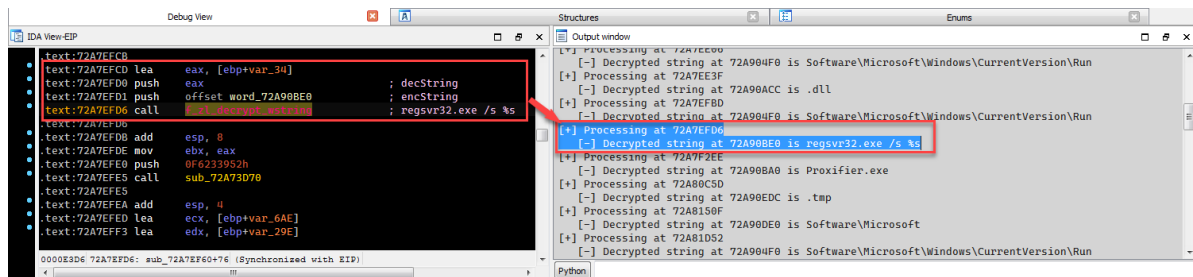 Debug View
Structures
Enums
IDA View-EIP
.text:72A7EFCB
.text:72A7EFCD lea eax, [ebp+var_34]
.text:72A7EFD0 push eax ; decString
.text:72A7EFD1 push offset word_72A90BE0 ; encString
.text:72A7EFD6 call ; regsvr32.exe /s %s
.text:72A7EFD6
.text:72A7EFDB add esp, 8
.text:72A7EFDE mov ebx, eax
.text:72A7EFE0 push 0F6233952h
.text:72A7EFE5 call sub_72A73D70
.text:72A7EFE5
.text:72A7EFEA add esp, 4
.text:72A7EFED lea ecx, [ebp+var_6AE]
.text:72A7EFF3 lea edx, [ebp+var_29E]
0000E3D6 72A7EFD6: sub_72A7EF60+76 (Synchronized with EIP)
Output window
[+] Processing at 72A7EE06
[-] Decrypted string at 72A904F0 is Software\Microsoft\Windows\CurrentVersion\Run
[+] Processing at 72A7EE3F
[-] Decrypted string at 72A90ACC is .dll
[+] Processing at 72A7EFBD
[-] Decrypted string at 72A904F0 is Software\Microsoft\Windows\CurrentVersion\Run
[+] Processing at 72A7EFD6
[-] Decrypted string at 72A90BE0 is regsvr32.exe /s %s
[+] Processing at 72A7F2EE
[-] Decrypted string at 72A90BA0 is Proxifier.exe
[+] Processing at 72A80C5D
[-] Decrypted string at 72A90EDC is .tmp
[+] Processing at 72A8150F
[-] Decrypted string at 72A90DE0 is Software\Microsoft
[+] Processing at 72A81D52
[-] Decrypted string at 72A904F0 is Software\Microsoft\Windows\CurrentVersion\Run
Python